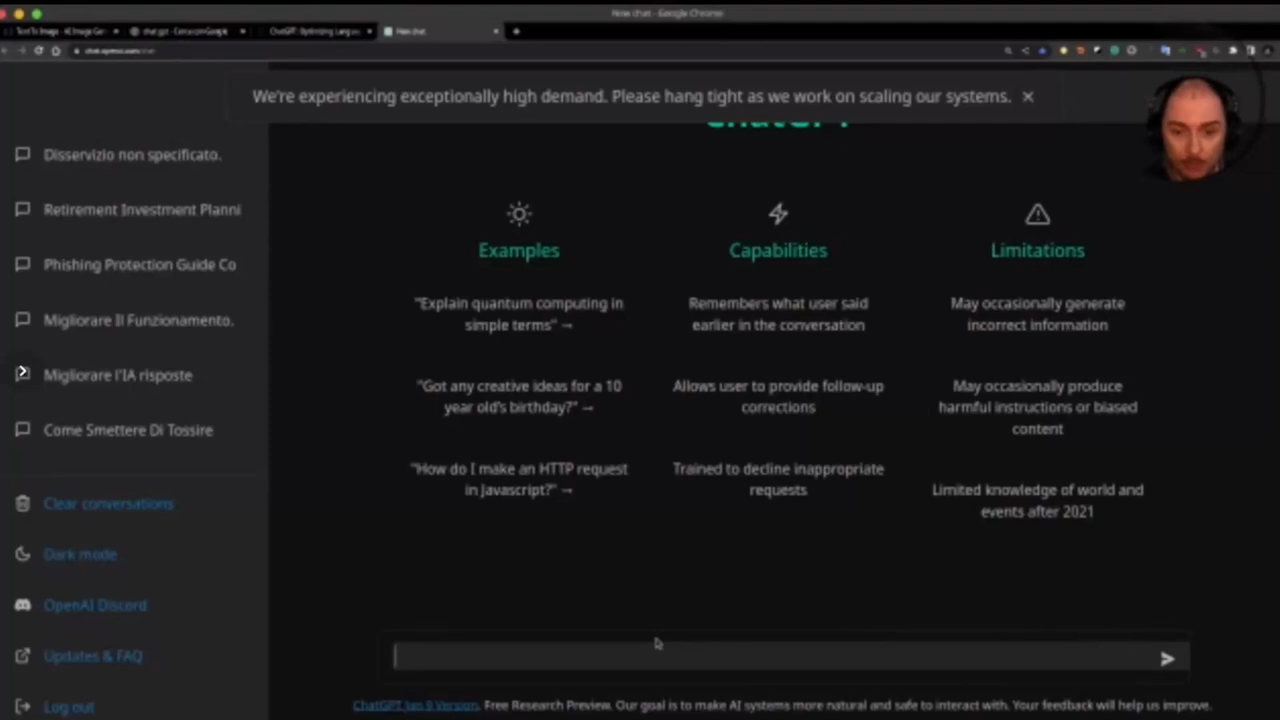 New chat - Google Chrome
New chat
We're experiencing exceptionally high demand. Please hang tight as we work on scaling our systems.
ChatGPT
Disservizio non specificato.
Retirement Investment Planni
Phishing Protection Guide Co
Migliorare Il Funzionamento.
Migliorare l'IA risposte
Come Smettere Di Tossire
Clear conversations
Dark mode
OpenAI Discord
Updates & FAQ
Log out
Examples
"Explain quantum computing in
simple terms" →
"Got any creative ideas for a 10
year old's birthday?" →
"How do I make an HTTP request
in Javascript?" →
Capabilities
Remembers what user said
earlier in the conversation
Allows user to provide follow-up
corrections
Trained to decline inappropriate
requests
Limitations
May occasionally generate
incorrect information
May occasionally produce
harmful instructions or biased
content
Limited knowledge of world and
events after 2021
ChatGPT Jan 9 Version. Free Research Preview. Our goal is to make AI systems more natural and safe to interact with. Your feedback will help us improve.